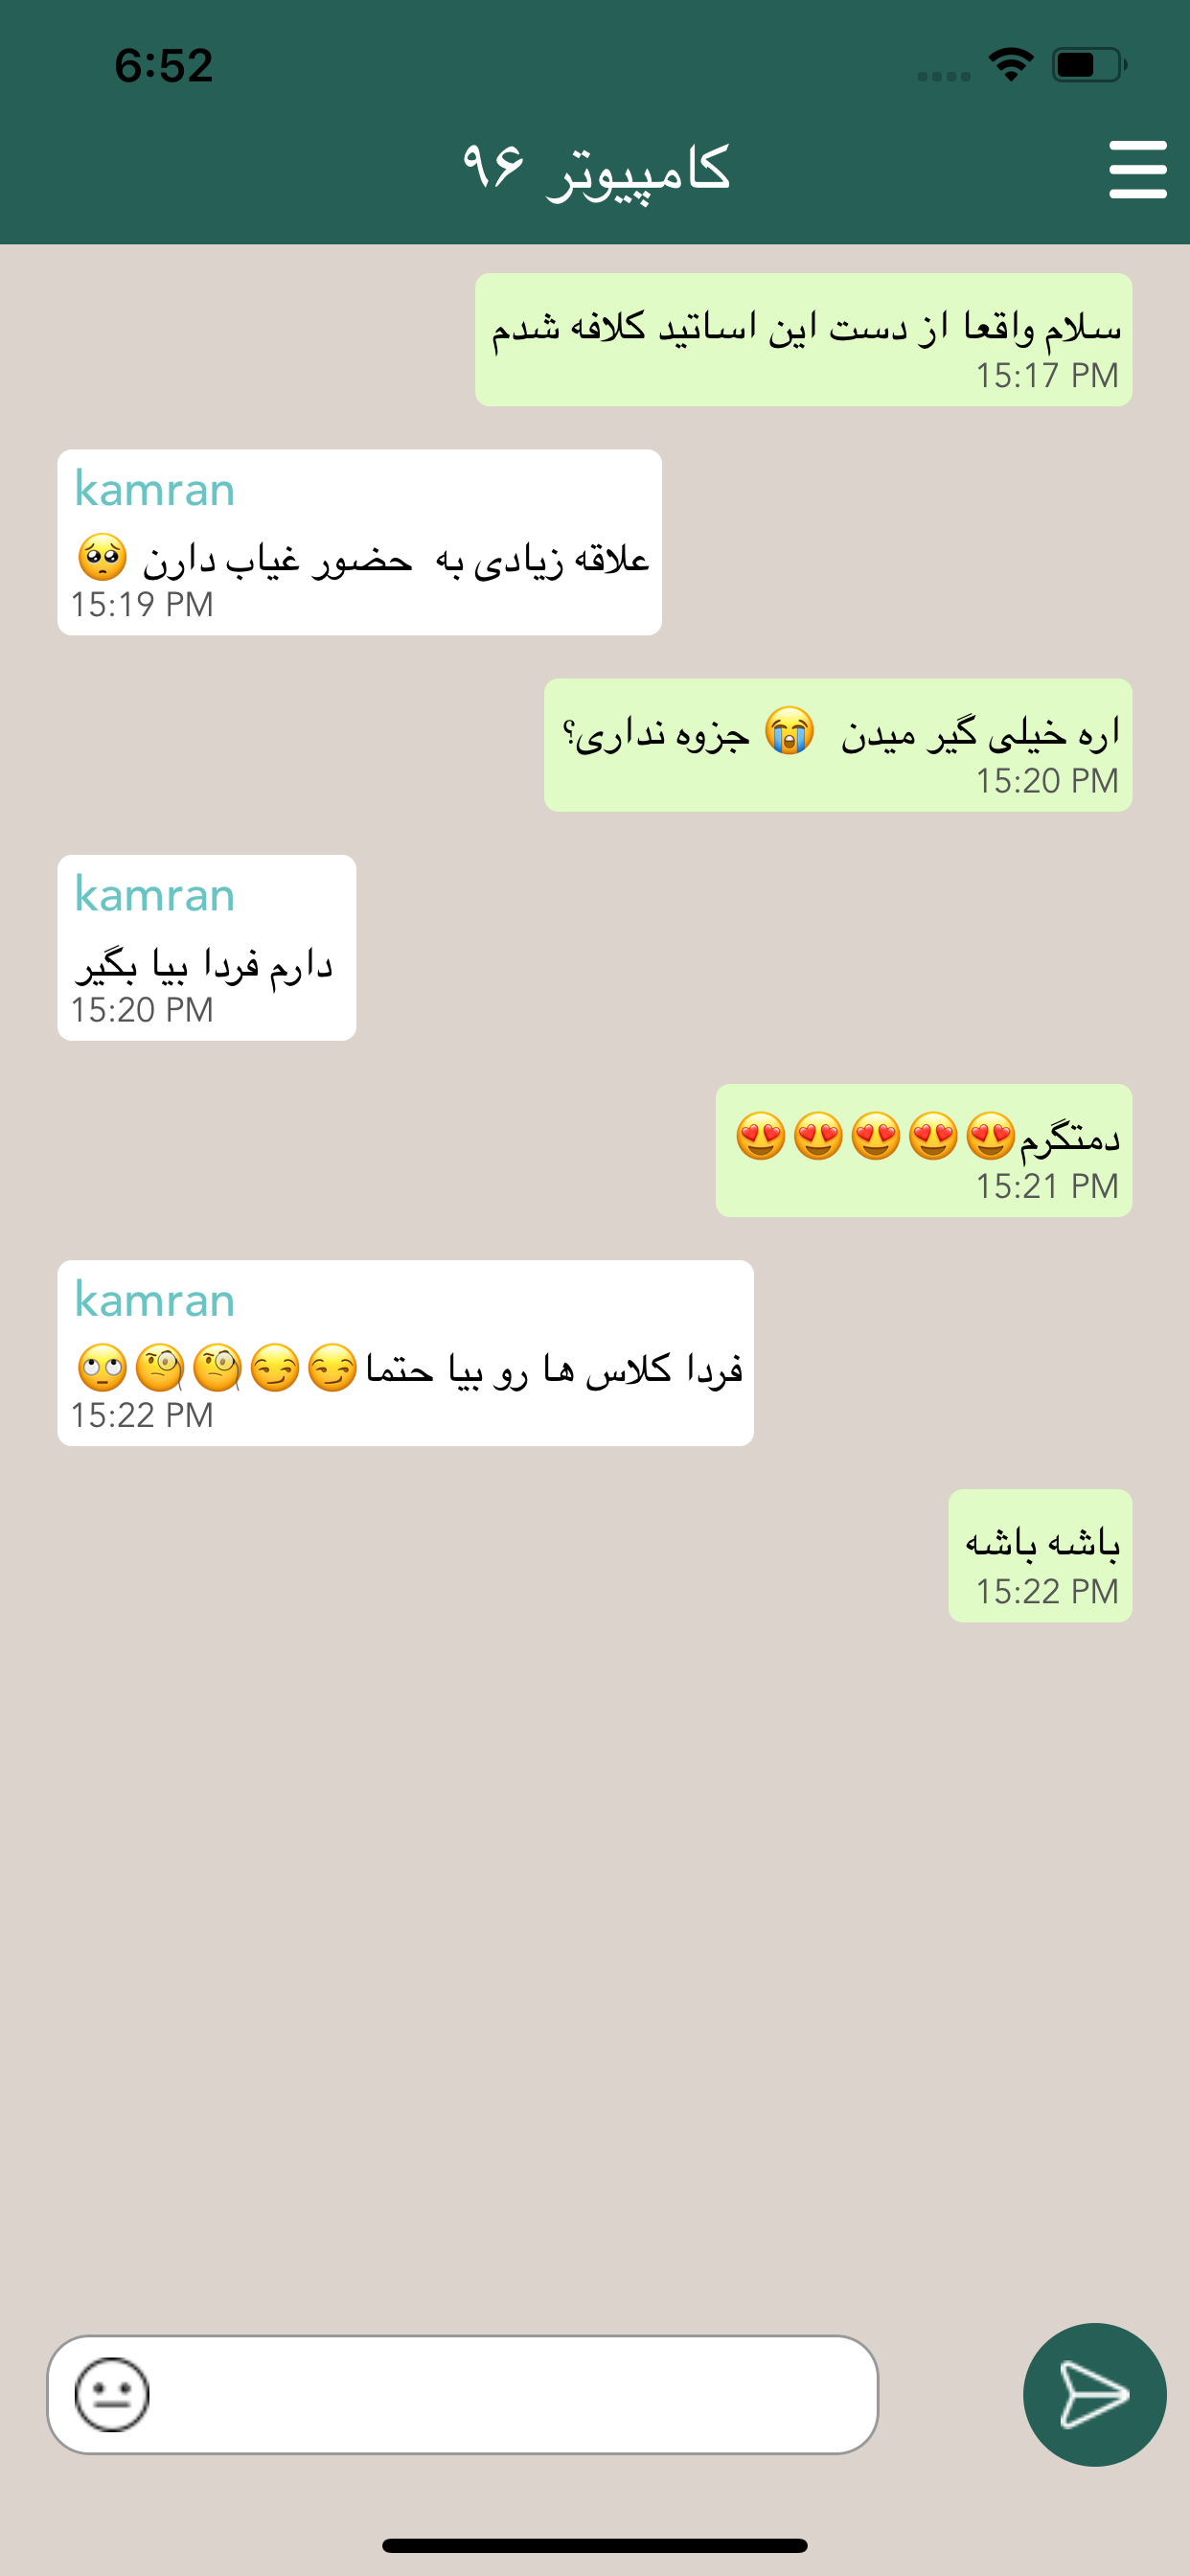 6:52
کامپیوتر ۹۶
سلام واقعا از دست این اساتید کلافه شدم
15:17 PM
kamran
علاقه زیادی به حضور غیاب دارن 🥺
15:19 PM
اره خیلی گیر میدن 😭 جزوه نداری؟
15:20 PM
kamran
دارم فردا بیا بگیر
15:20 PM
دمتگرم😍😍😍😍😍
15:21 PM
kamran
فردا کلاس ها رو بیا حتما😏😏🧐🧐🙄
15:22 PM
باشه باشه
15:22 PM